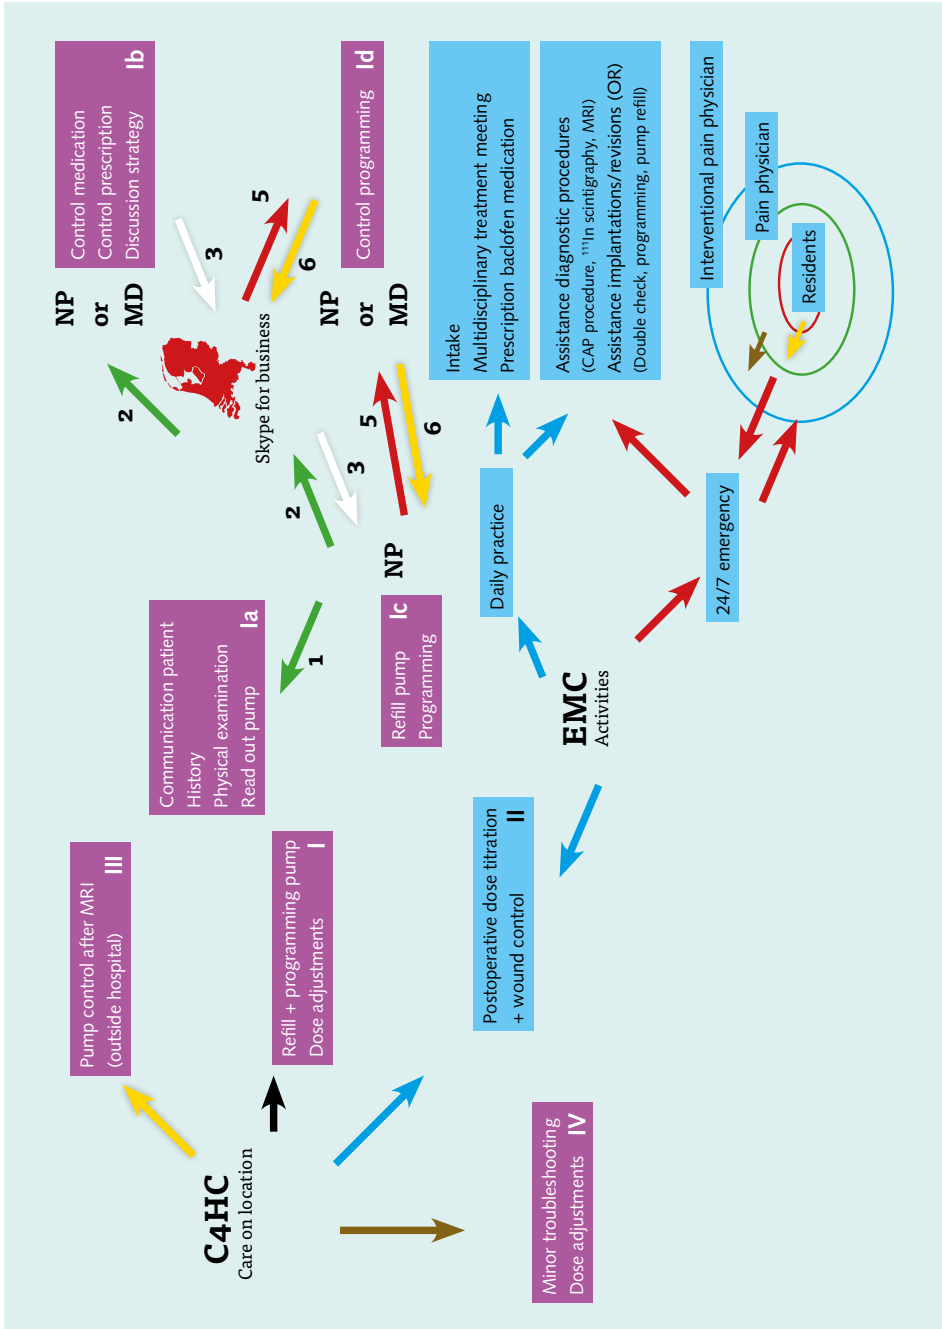 C4HC
Care on location
Pump control after MRI
(outside hospital)
III
Refill + programming pump
Dose adjustments
I
Minor troubleshooting
Dose adjustments
IV
Postoperative dose titration
+ wound control
II
Communication patient
History
Physical examination
Read out pump
Ia
1
2
2
NP
or
MD
Control medication
Control prescription
Discussion strategy
Ib
3
3
Skype for business
NP
Refill pump
Programming
Ic
5
6
5
6
NP
or
MD
Control programming
Id
EMC
Activities
Daily practice
Intake
Multidisciplinary treatment meeting
Prescription baclofen medication
Assistance diagnostic procedures
(CAP procedure, ¹¹¹In scintigraphy, MRI)
Assistance implantations/revisions (OR)
(Double check, programming, pump refill)
24/7 emergency
Interventional pain physician
Pain physician
Residents